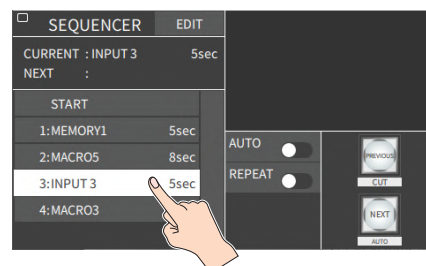 SEQUENCER EDIT
CURRENT : INPUT 3 5sec
NEXT :
START
1:MEMORY1 5sec
2:MACRO5 8sec
3:INPUT 3 5sec
4:MACRO3
AUTO
REPEAT
PREVIOUS
CUT
NEXT
AUTO